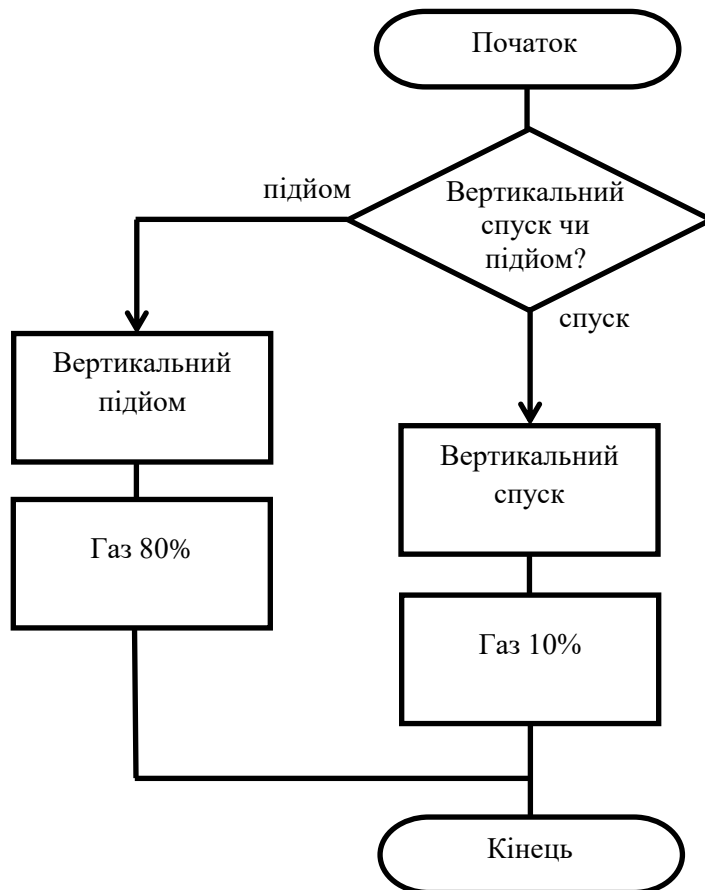 Початок
підйом
Вертикальний
спуск чи
підйом?
спуск
Вертикальний
підйом
Вертикальний
спуск
Газ 80%
Газ 10%
Кінець